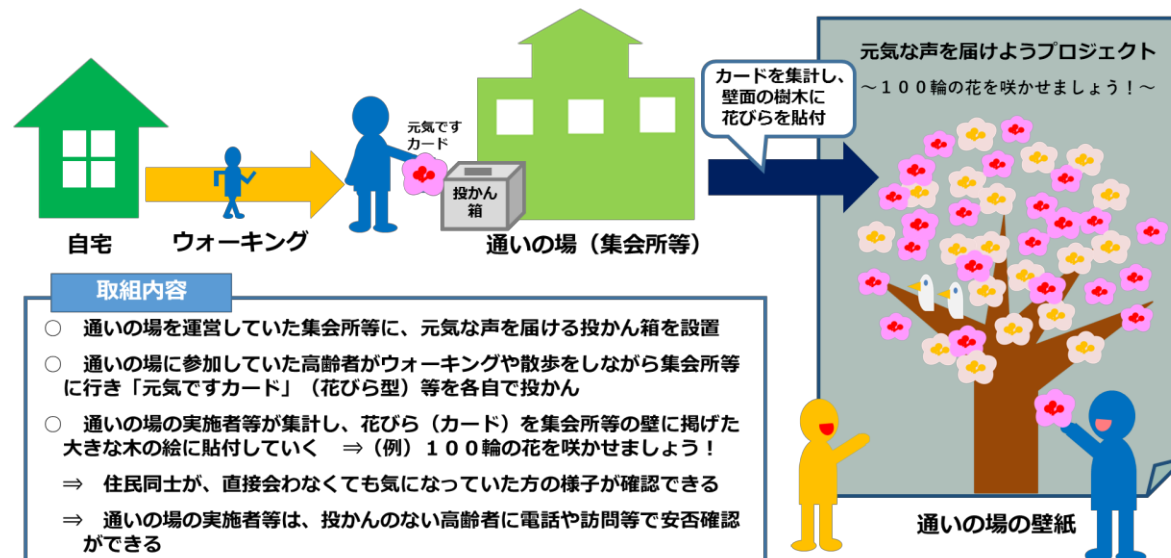 元気です
カード
投かん
箱
自宅
ウォーキング
通いの場（集会所等）
カードを集計し、
壁面の樹木に
花びらを貼付
元気な声を届けようプロジェクト
～１００輪の花を咲かせましょう！～
取組内容
○　通いの場を運営していた集会所等に、元気な声を届ける投かん箱を設置
○　通いの場に参加していた高齢者がウォーキングや散歩をしながら集会所等
に行き「元気ですカード」（花びら型）等を各自で投かん
○　通いの場の実施者等が集計し、花びら（カード）を集会所等の壁に掲げた
大きな木の絵に貼付していく　⇒（例）１００輪の花を咲かせましょう！
⇒　住民同士が、直接会わなくても気になっていた方の様子が確認できる
⇒　通いの場の実施者等は、投かんのない高齢者に電話や訪問等で安否確認
ができる
通いの場の壁紙